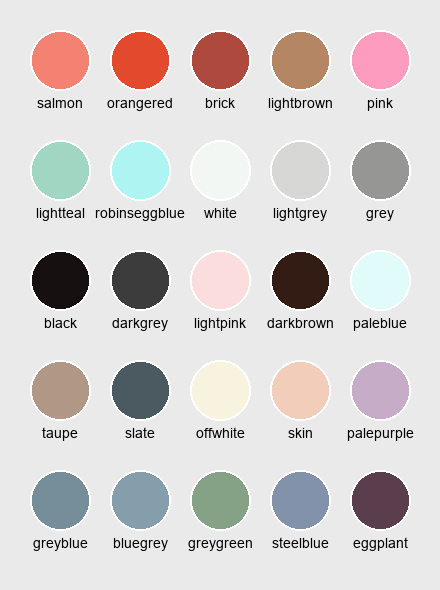 salmon orangered brick lightbrown pink
lightteal robinseggblue white lightgrey grey
black darkgrey lightpink darkbrown paleblue
taupe slate offwhite skin palepurple
greyblue bluegrey greygreen steelblue eggplant